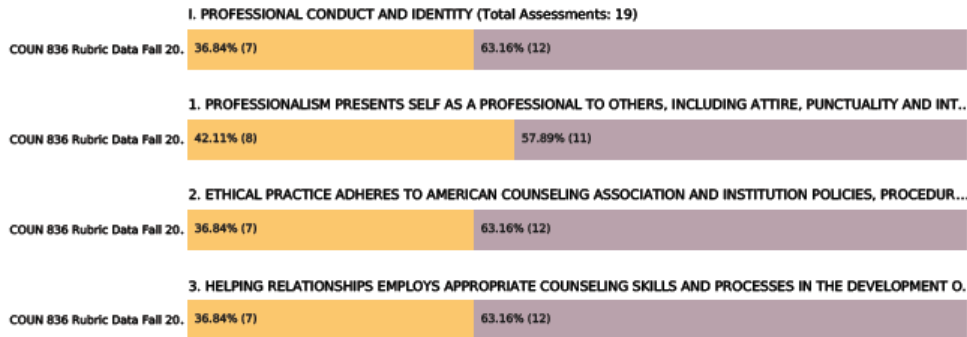 I. PROFESSIONAL CONDUCT AND IDENTITY (Total Assessments: 19)
COUN 836 Rubric Data Fall 20. 36.84% (7) 63.16% (12)
1. PROFESSIONALISM PRESENTS SELF AS A PROFESSIONAL TO OTHERS, INCLUDING ATTIRE, PUNCTUALITY AND INT..
COUN 836 Rubric Data Fall 20. 42.11% (8) 57.89% (11)
2. ETHICAL PRACTICE ADHERES TO AMERICAN COUNSELING ASSOCIATION AND INSTITUTION POLICIES, PROCEDUR...
COUN 836 Rubric Data Fall 20. 36.84% (7) 63.16% (12)
3. HELPING RELATIONSHIPS EMPLOYS APPROPRIATE COUNSELING SKILLS AND PROCESSES IN THE DEVELOPMENT O.
COUN 836 Rubric Data Fall 20. 36.84% (7) 63.16% (12)